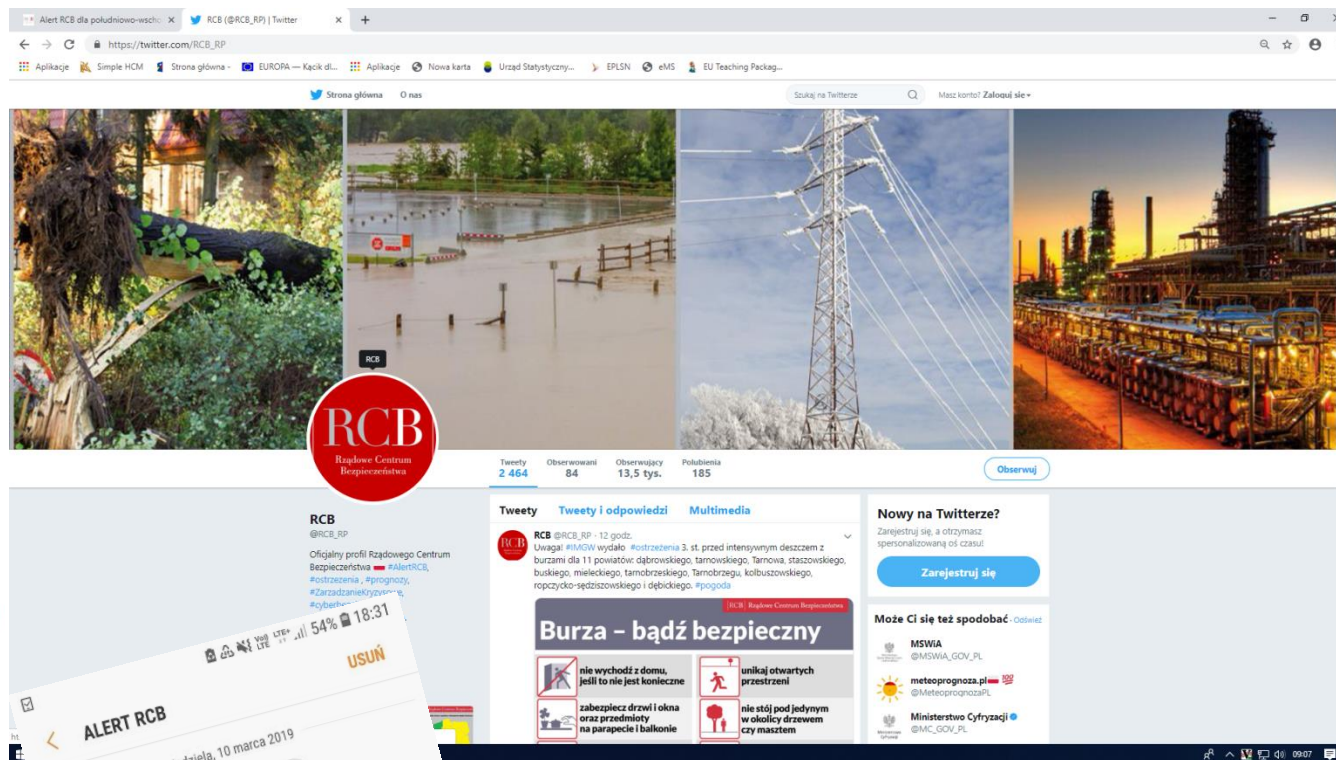 Alert RCB dla południowo-wscho
RCB (@RCB_RP) | Twitter
https://twitter.com/RCB_RP
Aplikacje
Simple HCM
Strona główna -
EUROPA — Kącik dl...
Aplikacje
Nowa karta
Urząd Statystyczny...
EPLSN
eMS
EU Teaching Packag...
Strona główna
O nas
Szukaj na Twitterze
Masz konto? Zaloguj się
RCB
RCB
Rządowe Centrum
Bezpieczeństwa
Tweety
2 464
Obserwowani
84
Obserwujący
13,5 tys.
Polubienia
185
Obserwuj
RCB
@RCB_RP
Oficjalny profil Rządowego Centrum
Bezpieczeństwa #AlertRCB,
#ostrzezenia , #prognozy,
#ZarzadzanieKryzysowe,
Tweety
Tweety i odpowiedzi
Multimedia
RCB @RCB_RP · 12 godz.
Uwaga! #IMGW wydało #ostrzezenia 3. st. przed intensywnym deszczem z
burzami dla 11 powiatów: dąbrowskiego, tarnowskiego, Tarnowa, staszowskiego,
buskiego, mieleckiego, tarnobrzeskiego, Tarnobrzegu, kolbuszowskiego,
ropczycko-sędziszowskiego i dębickiego. #pogoda
RCB Rządowe Centrum Bezpieczeństwa
Burza – bądź bezpieczny
nie wychodź z domu,
jeśli to nie jest konieczne
unikaj otwartych
przestrzeni
zabezpiecz drzwi i okna
oraz przedmioty
na parapecie i balkonie
nie stój pod jedynym
w okolicy drzewem
czy masztem
Nowy na Twitterze?
Zarejestruj się, a otrzymasz
spersonalizowaną oś czasu!
Zarejestruj się
Może Ci się też spodobać · Odśwież
MSWiA
@MSWiA_GOV_PL
meteoprognoza.pl
@MeteoprognozaPL
Ministerstwo Cyfryzacji
@MC_GOV_PL
54% 18:31
USUŃ
ALERT RCB
10 marca 2019
09:07